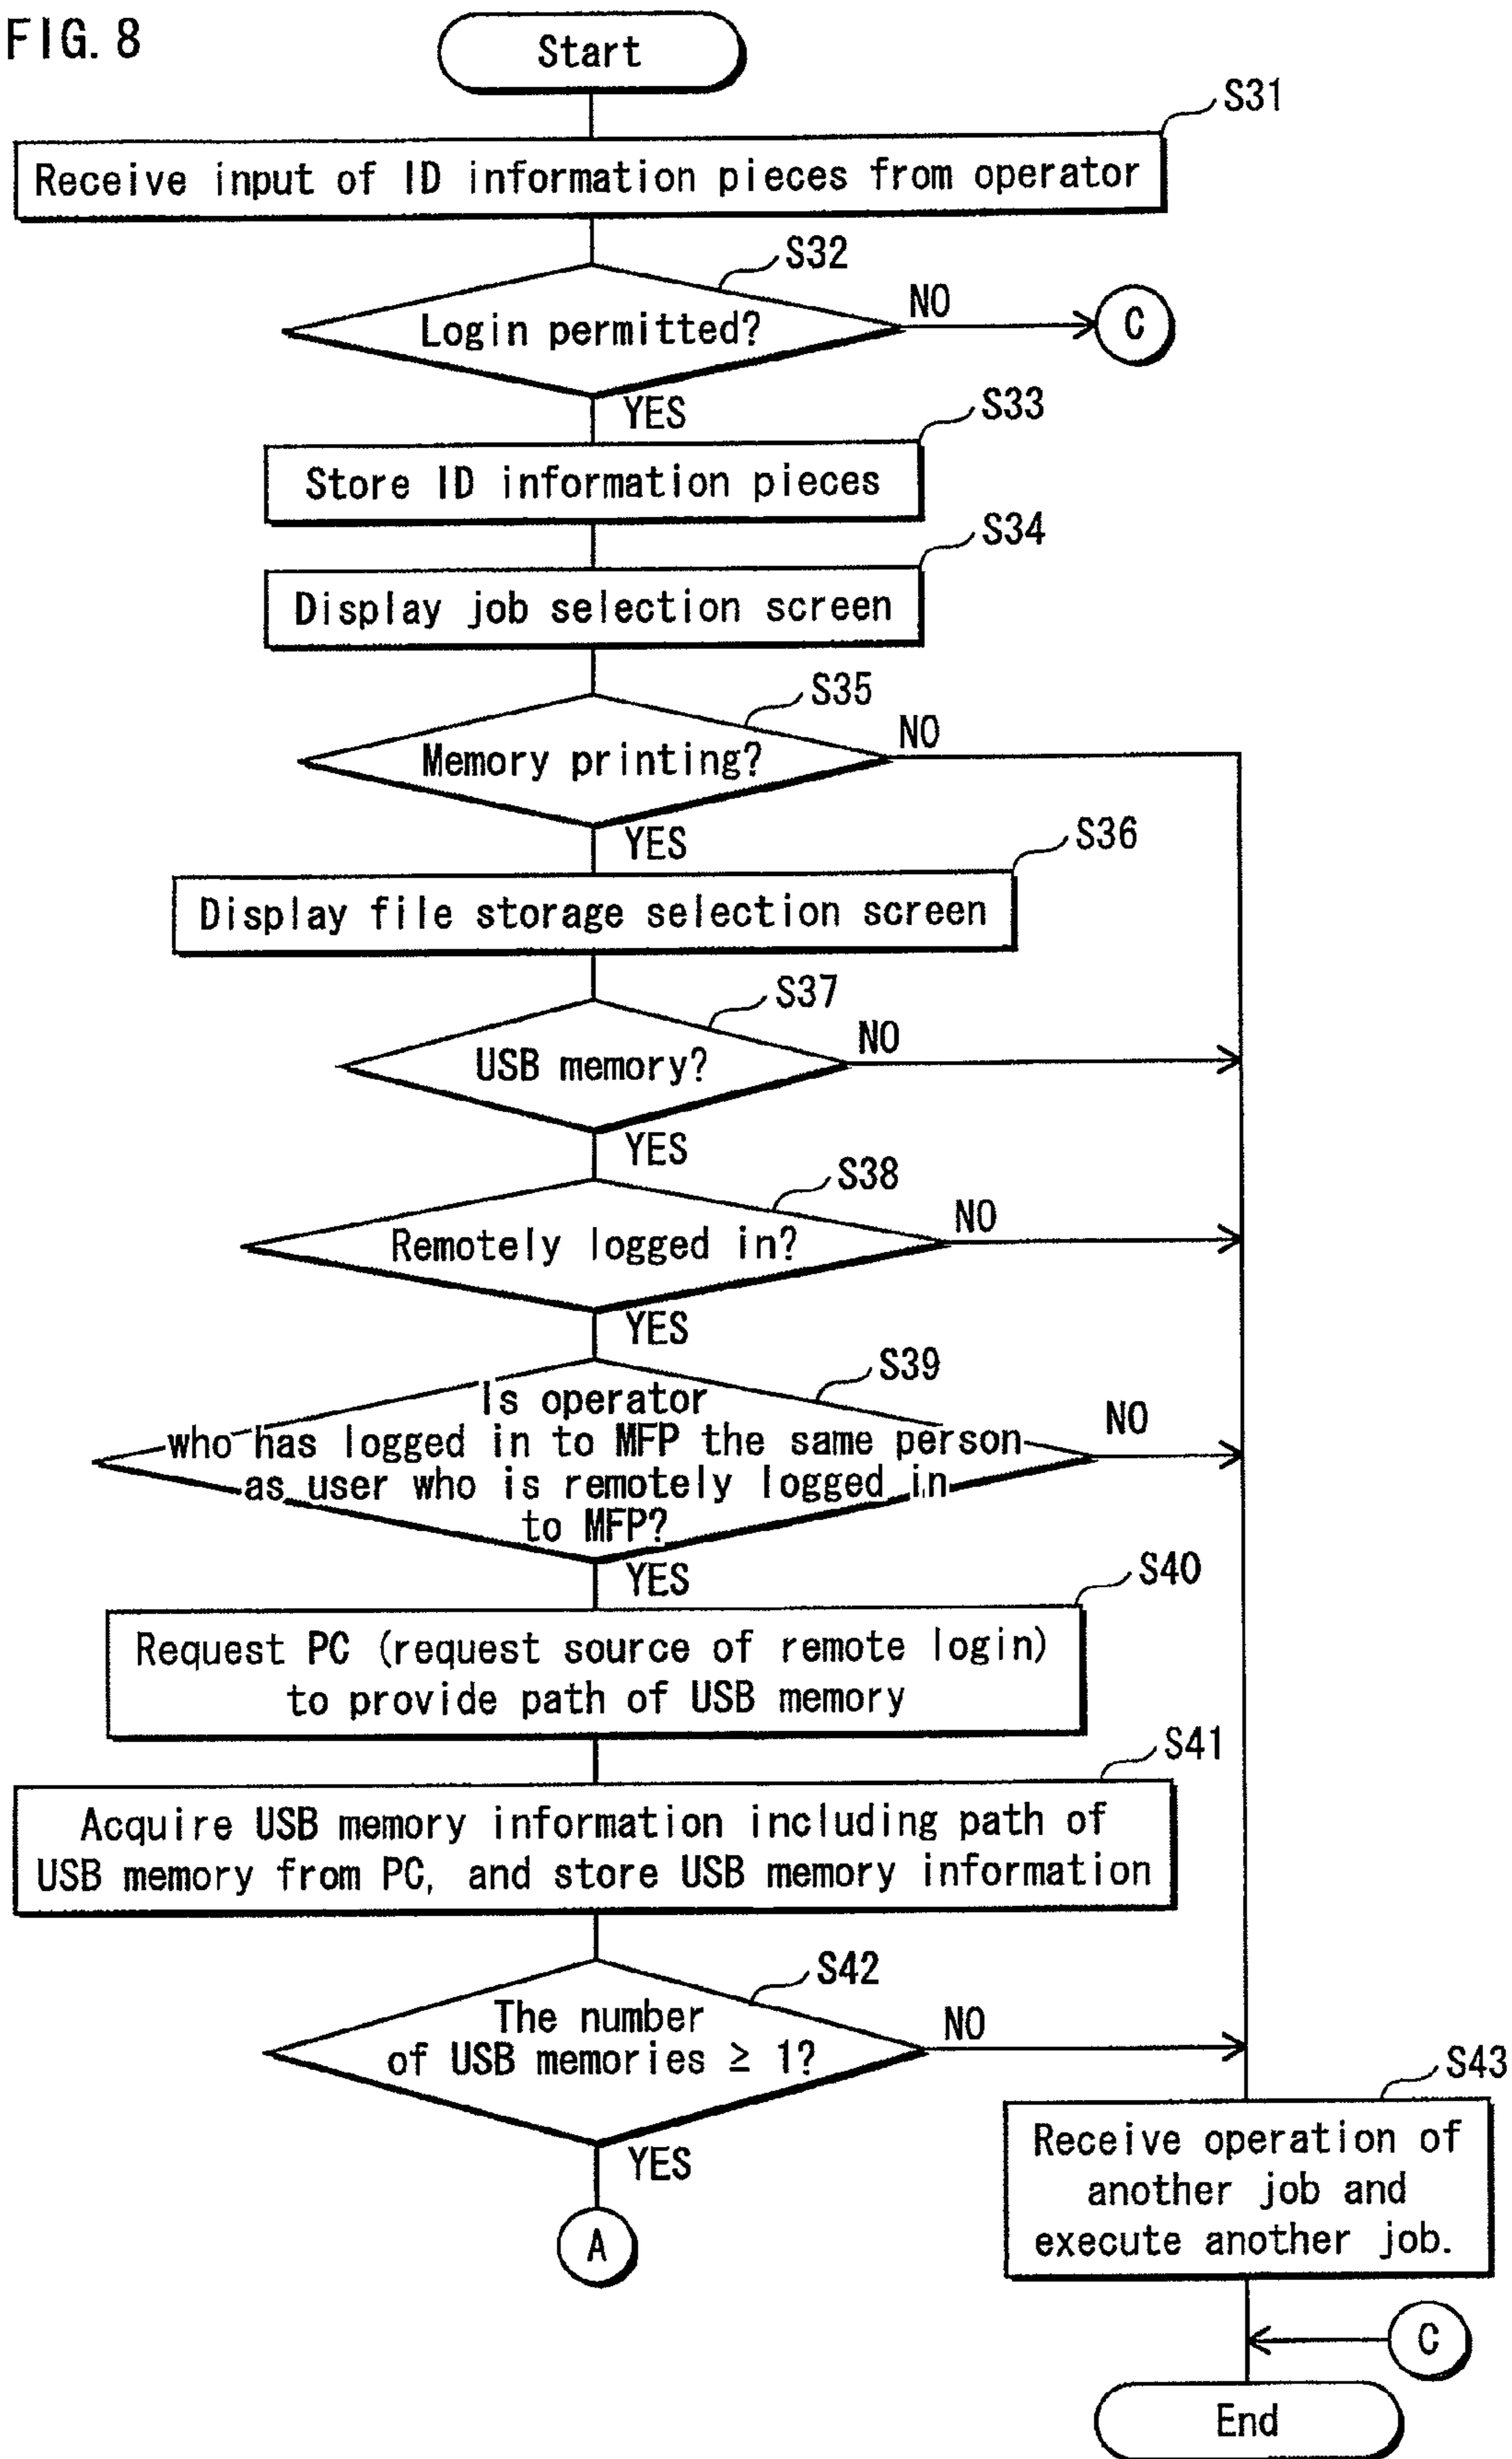 FIG. 8
Start
S31
Receive input of ID information pieces from operator
S32
Login permitted?
NO
C
YES
S33
Store ID information pieces
S34
Display job selection screen
S35
Memory printing?
NO
YES
S36
Display file storage selection screen
S37
USB memory?
NO
YES
S38
Remotely logged in?
NO
YES
S39
Is operator
who has logged in to MFP the same person
as user who is remotely logged in
to MFP?
NO
YES
S40
Request PC (request source of remote login)
to provide path of USB memory
S41
Acquire USB memory information including path of
USB memory from PC, and store USB memory information
S42
The number
of USB memories ≥ 1?
NO
YES
A
S43
Receive operation of
another job and
execute another job.
C
End